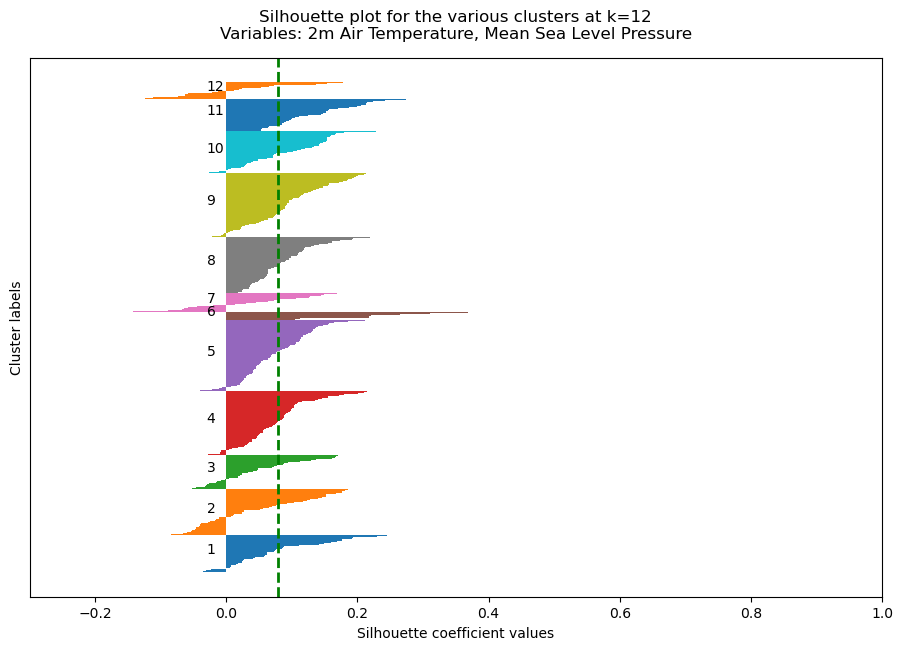 Silhouette plot for the various clusters at k=12
Variables: 2m Air Temperature, Mean Sea Level Pressure
12
11
10
9
8
7
6
5
4
3
2
1
Cluster labels
−0.2 0.0 0.2 0.4 0.6 0.8 1.0
Silhouette coefficient values